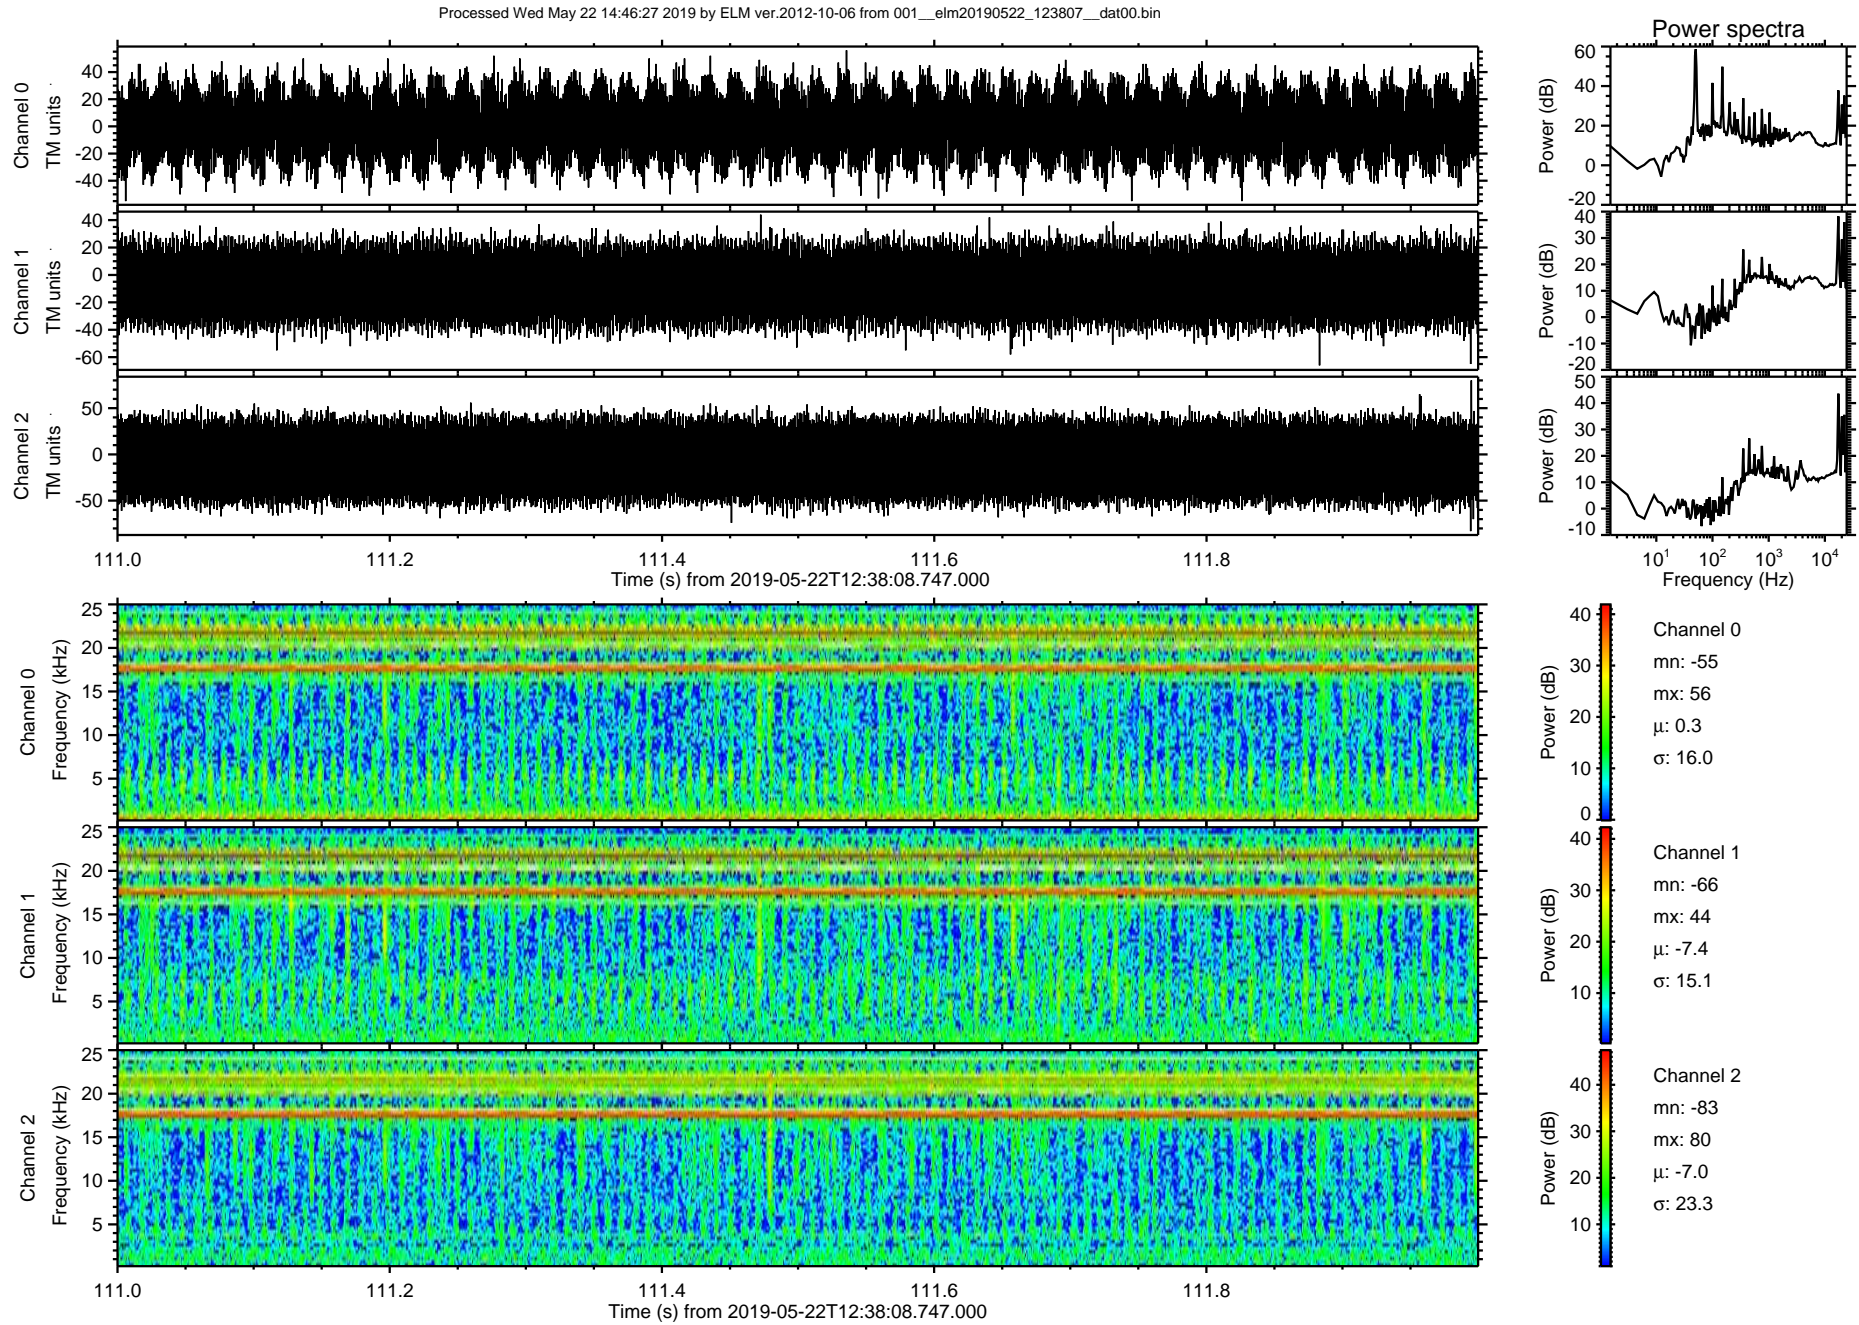 Processed Wed May 22 14:46:27 2019 by ELM ver.2012-10-06 from 001__elm20190522_123807__dat00.bin
Power spectra
Channel 0
TM units
40
20
0
-20
-40
Power (dB)
60
40
20
0
-20
Channel 1
TM units
40
20
0
-20
-40
-60
Power (dB)
40
30
20
10
0
-10
-20
Channel 2
TM units
50
0
-50
Power (dB)
50
40
30
20
10
0
-10
111.0 111.2 111.4 111.6 111.8
Time (s) from 2019-05-22T12:38:08.747.000
10^1 10^2 10^3 10^4
Frequency (Hz)
Channel 0
Frequency (kHz)
25
20
15
10
5
Power (dB)
40
30
20
10
0
Channel 0
mn: -55
mx: 56
μ: 0.3
σ: 16.0
Channel 1
Frequency (kHz)
25
20
15
10
5
Power (dB)
40
30
20
10
Channel 1
mn: -66
mx: 44
μ: -7.4
σ: 15.1
Channel 2
Frequency (kHz)
25
20
15
10
5
Power (dB)
40
30
20
10
Channel 2
mn: -83
mx: 80
μ: -7.0
σ: 23.3
111.0 111.2 111.4 111.6 111.8
Time (s) from 2019-05-22T12:38:08.747.000